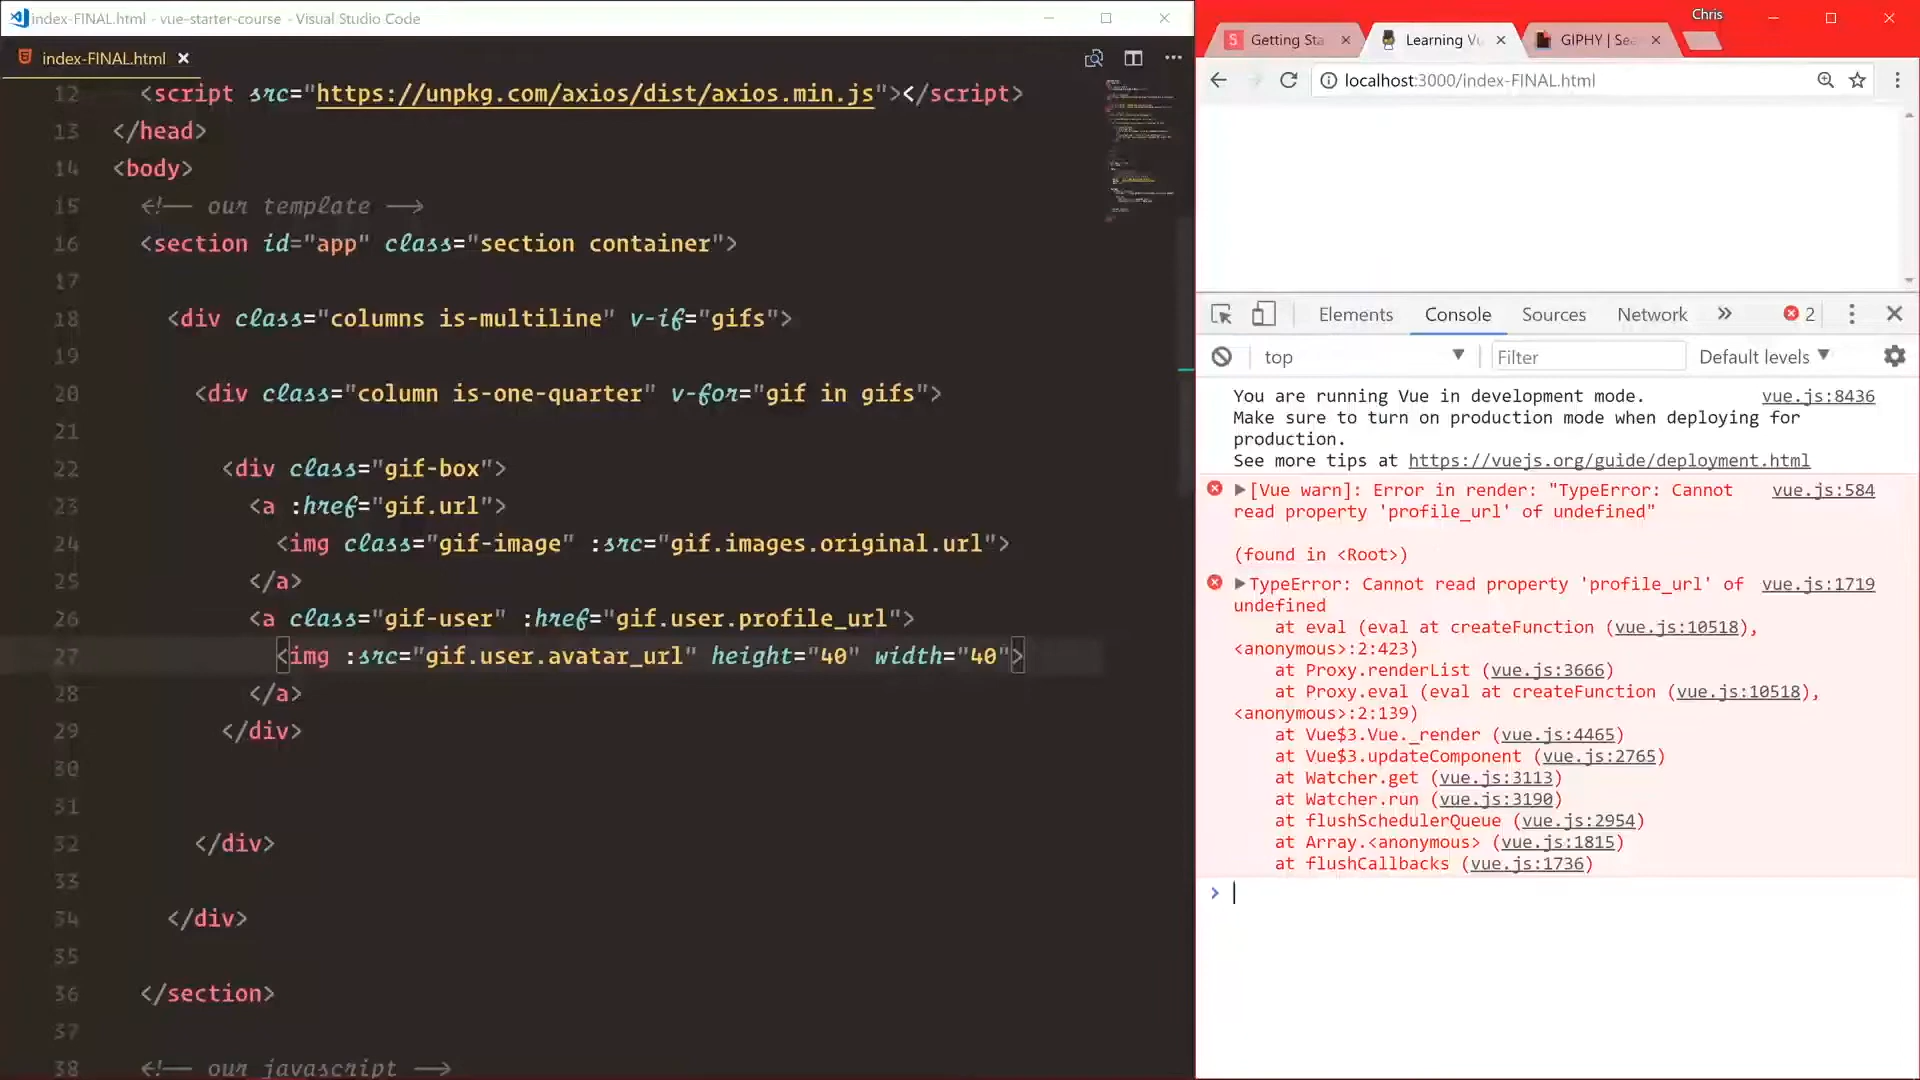 index-FINAL.html - vue-starter-course - Visual Studio Code
index-FINAL.html
12 <script src="https://unpkg.com/axios/dist/axios.min.js"></script>
13 </head>
14 <body>
15 <!-- our template -->
16 <section id="app" class="section container">
17
18 <div class="columns is-multiline" v-if="gifs">
19
20 <div class="column is-one-quarter" v-for="gif in gifs">
21
22 <div class="gif-box">
23 <a :href="gif.url">
24 <img class="gif-image" :src="gif.images.original.url">
25 </a>
26 <a class="gif-user" :href="gif.user.profile_url">
27 <img :src="gif.user.avatar_url" height="40" width="40">
28 </a>
29 </div>
30
31
32 </div>
33
34 </div>
35
36 </section>
37
38 <!-- our javascript -->
Chris
Getting Sta
Learning Vu
GIPHY | Sea
localhost:3000/index-FINAL.html
Elements Console Sources Network 2
top Filter Default levels
You are running Vue in development mode. vue.js:8436
Make sure to turn on production mode when deploying for
production.
See more tips at https://vuejs.org/guide/deployment.html
[Vue warn]: Error in render: "TypeError: Cannot vue.js:584
read property 'profile_url' of undefined"
(found in <Root>)
TypeError: Cannot read property 'profile_url' of vue.js:1719
undefined
at eval (eval at createFunction (vue.js:10518),
<anonymous>:2:423)
at Proxy.renderList (vue.js:3666)
at Proxy.eval (eval at createFunction (vue.js:10518),
<anonymous>:2:139)
at Vue$3.Vue._render (vue.js:4465)
at Vue$3.updateComponent (vue.js:2765)
at Watcher.get (vue.js:3113)
at Watcher.run (vue.js:3190)
at flushSchedulerQueue (vue.js:2954)
at Array.<anonymous> (vue.js:1815)
at flushCallbacks (vue.js:1736)